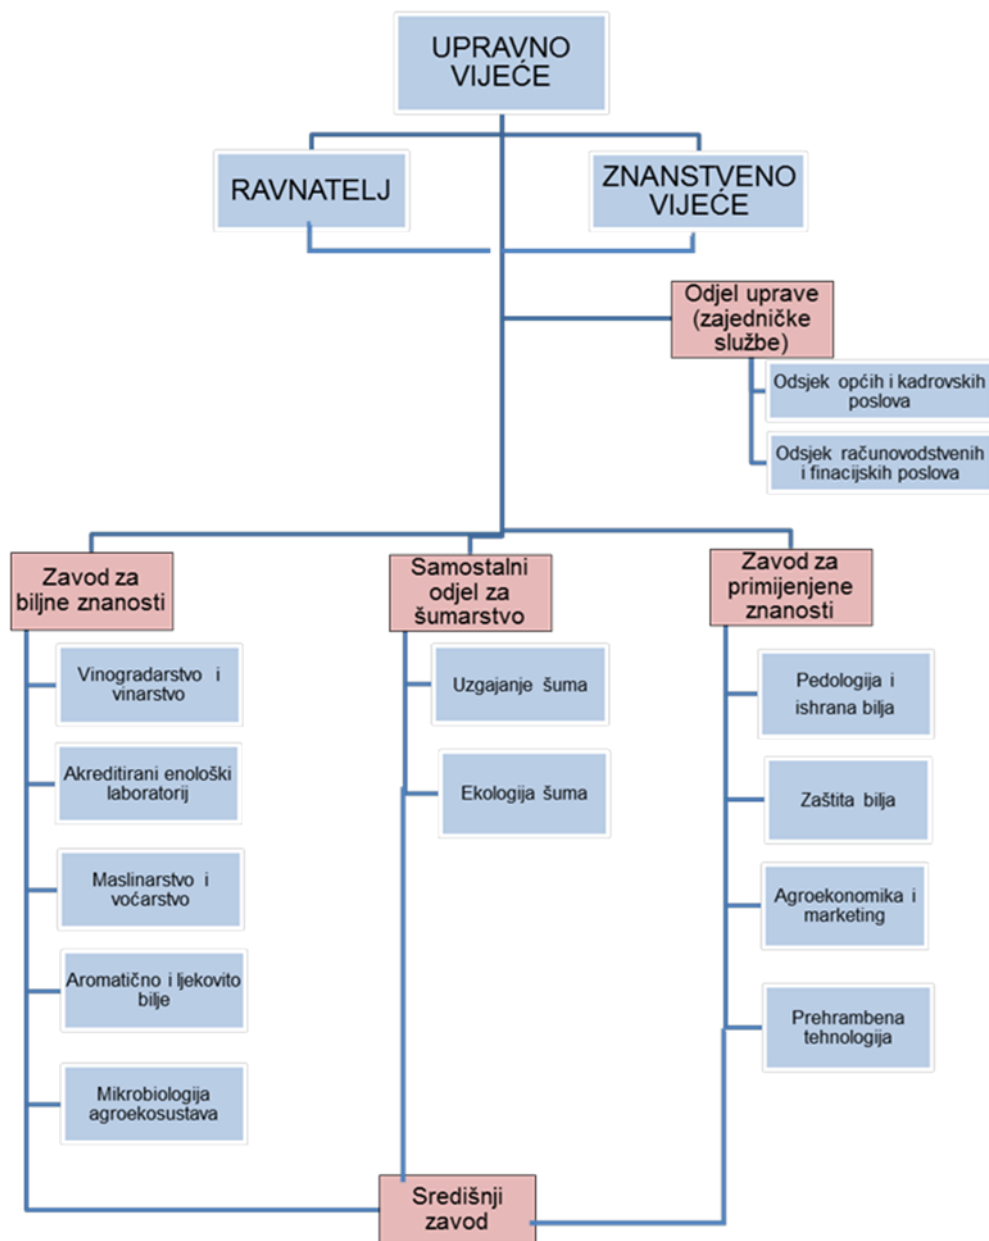 UPRAVNO
VIJEĆE
RAVNATELJ
ZNANSTVENO
VIJEĆE
Odjel uprave
(zajedničke
službe)
Odsjek općih i kadrovskih
poslova
Odsjek računovodstvenih
i finacijskih poslova
Zavod za
biljne znanosti
Vinogradarstvo i
vinarstvo
Akreditirani enološki
laboratorij
Maslinarstvo i
voćarstvo
Aromatično i ljekovito
bilje
Mikrobiologija
agroekosustava
Samostalni
odjel za
šumarstvo
Uzgajanje šuma
Ekologija šuma
Zavod za
primijenjene
znanosti
Pedologija i
ishrana bilja
Zaštita bilja
Agroekonomika i
marketing
Prehrambena
tehnologija
Središnji
zavod